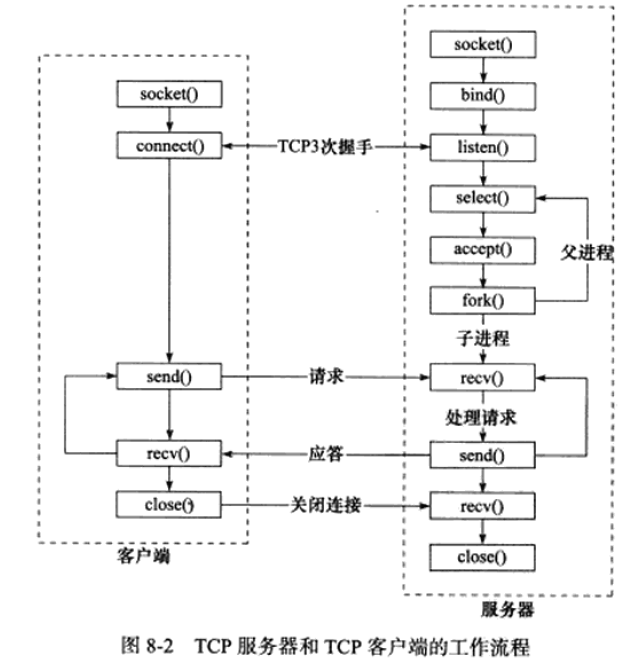 socket()
bind()
socket()
connect()
TCP3次握手
listen()
select()
accept()
父进程
fork()
子进程
send()
请求
recv()
处理请求
recv()
应答
send()
close()
关闭连接
recv()
客户端
close()
服务器
图 8-2 TCP 服务器和 TCP 客户端的工作流程